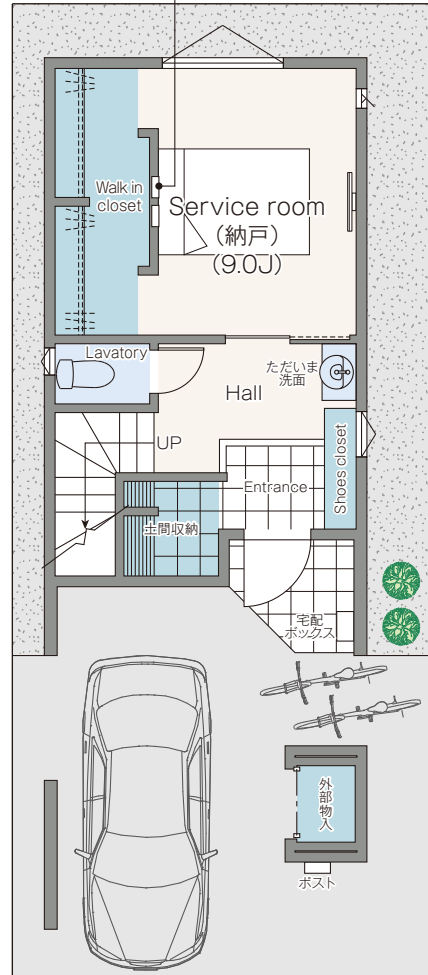 Walk in
closet
Service room
(納戸)
(9.0J)
Lavatory
ただいま
洗面
Hall
UP
Shoes closet
Entrance
土間収納
宅配
ボックス
外部物入
ポスト